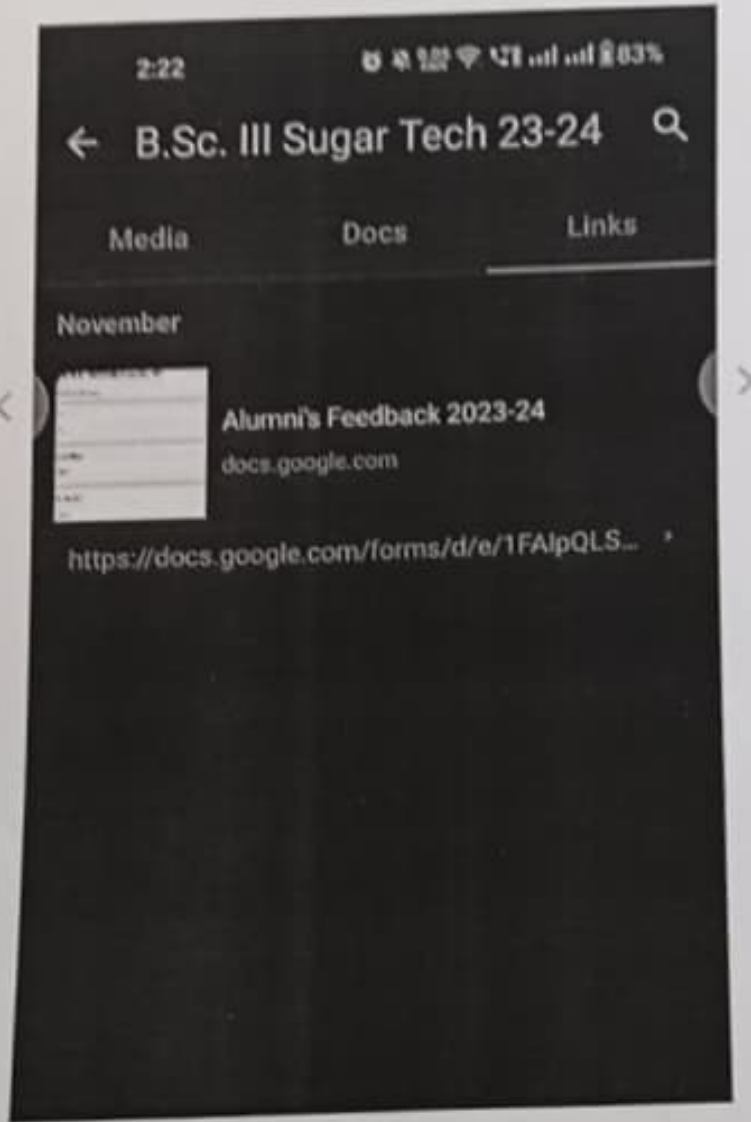 2:22 83%
B.Sc. III Sugar Tech 23-24
Media Docs Links
November
Alumni's Feedback 2023-24
docs.google.com
https://docs.google.com/forms/d/e/1FAIpQLS...